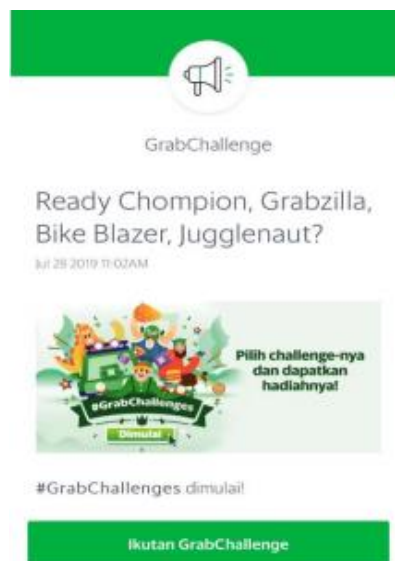 GrabChallenge
Ready Chompion, Grabzilla,
Bike Blazer, Jugglenaut?
Jul 28 2019 11:02AM
Pilih challenge-nya
dan dapatkan
hadiahnya!
#GrabChallenges
Dimulai
#GrabChallenges dimulai!
Ikutan GrabChallenge